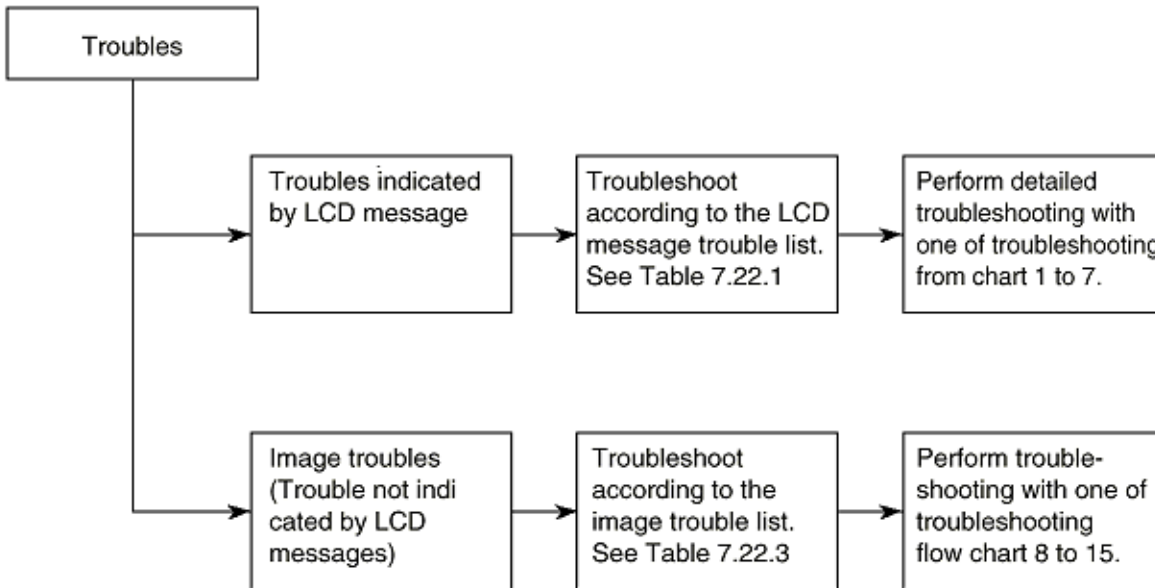 Troubles
Troubles indicated
by LCD message
Troubleshoot
according to the LCD
message trouble list.
See Table 7.22.1
Perform detailed
troubleshooting with
one of troubleshooting
from chart 1 to 7.
Image troubles
(Trouble not indi
cated by LCD
messages)
Troubleshoot
according to the
image trouble list.
See Table 7.22.3
Perform trouble-
shooting with one of
troubleshooting
flow chart 8 to 15.